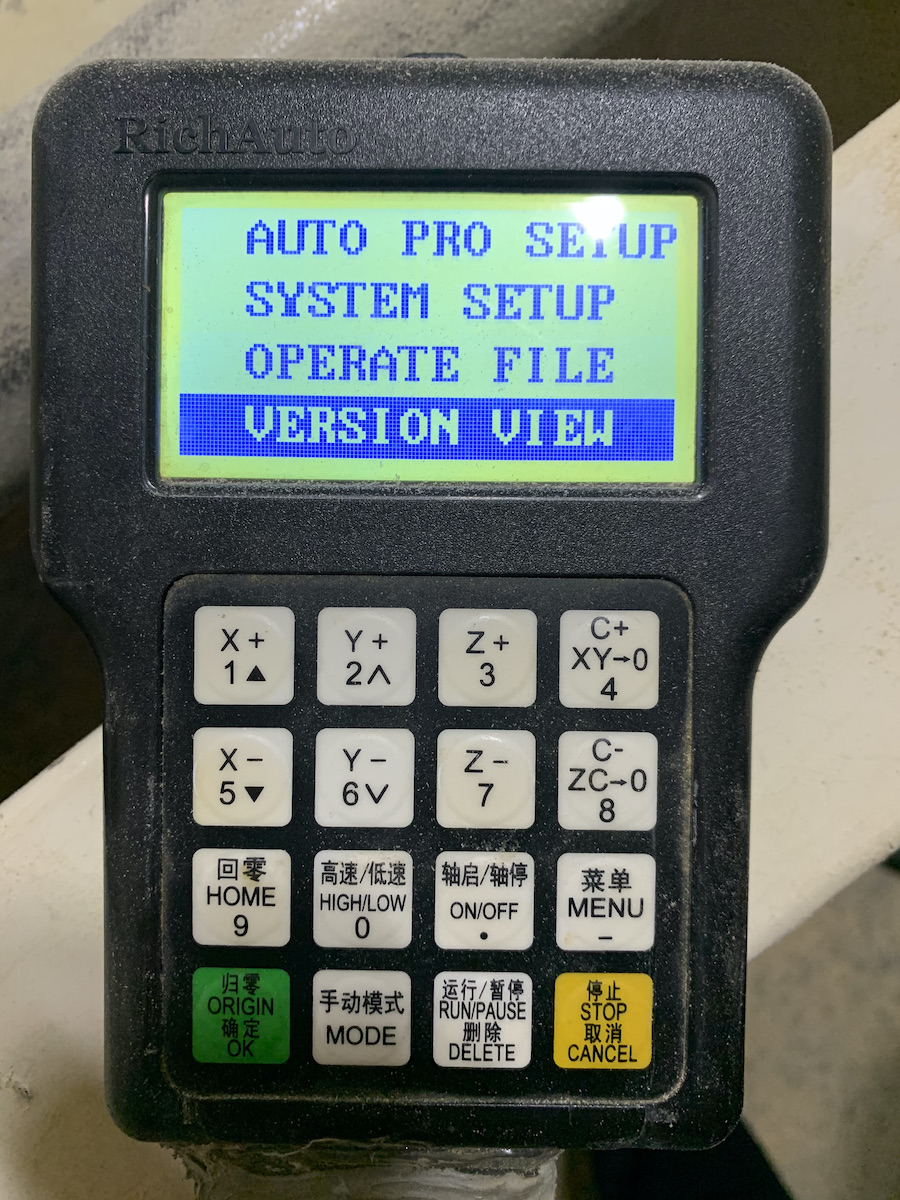 RichAuto
AUTO PRO SETUP
SYSTEM SETUP
OPERATE FILE
VERSION VIEW
X+
1▲
Y+
2∧
Z+
3
C+
XY→0
4
X−
5▼
Y−
6∨
Z−
7
C-
ZC→0
8
回零
HOME
9
高速/低速
HIGH/LOW
0
轴启/轴停
ON/OFF
•
菜单
MENU
−
归零
ORIGIN
确定
OK
手动模式
MODE
运行/暂停
RUN/PAUSE
删除
DELETE
停止
STOP
取消
CANCEL